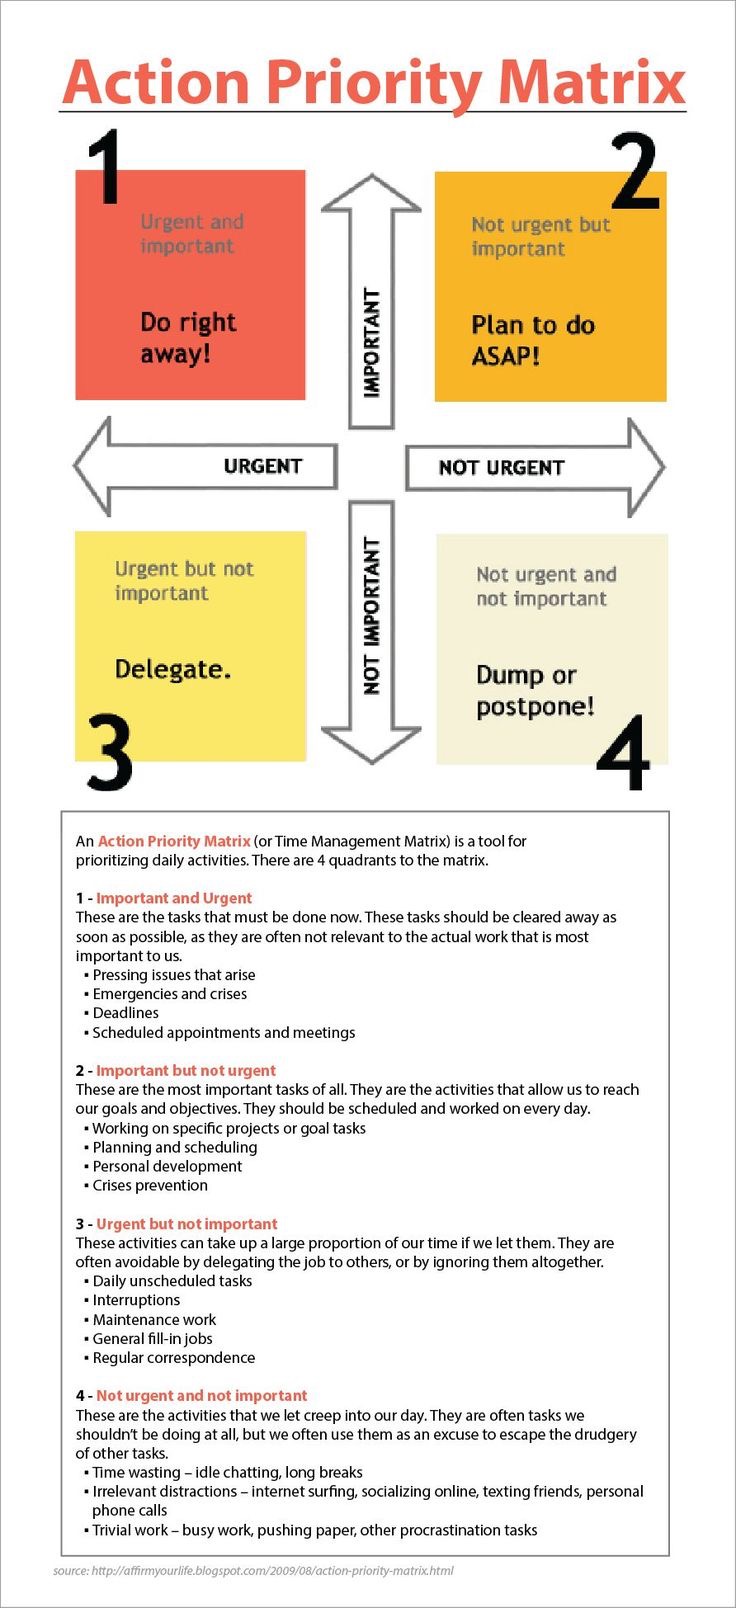 Action Priority Matrix
1
Urgent and
important
Do right
away!
2
Not urgent but
important
Plan to do
ASAP!
IMPORTANT
URGENT
NOT URGENT
NOT IMPORTANT
Urgent but not
important
Delegate.
3
Not urgent and
not important
Dump or
postpone!
4
An Action Priority Matrix (or Time Management Matrix) is a tool for
prioritizing daily activities. There are 4 quadrants to the matrix.
1 - Important and Urgent
These are the tasks that must be done now. These tasks should be cleared away as
soon as possible, as they are often not relevant to the actual work that is most
important to us.
▪ Pressing issues that arise
▪ Emergencies and crises
▪ Deadlines
▪ Scheduled appointments and meetings
2 - Important but not urgent
These are the most important tasks of all. They are the activities that allow us to reach
our goals and objectives. They should be scheduled and worked on every day.
▪ Working on specific projects or goal tasks
▪ Planning and scheduling
▪ Personal development
▪ Crises prevention
3 - Urgent but not important
These activities can take up a large proportion of our time if we let them. They are
often avoidable by delegating the job to others, or by ignoring them altogether.
▪ Daily unscheduled tasks
▪ Interruptions
▪ Maintenance work
▪ General fill-in jobs
▪ Regular correspondence
4 - Not urgent and not important
These are the activities that we let creep into our day. They are often tasks we
shouldn't be doing at all, but we often use them as an excuse to escape the drudgery
of other tasks.
▪ Time wasting – idle chatting, long breaks
▪ Irrelevant distractions – internet surfing, socializing online, texting friends, personal
phone calls
▪ Trivial work – busy work, pushing paper, other procrastination tasks
source: http://affirmyourlife.blogspot.com/2009/08/action-priority-matrix.html